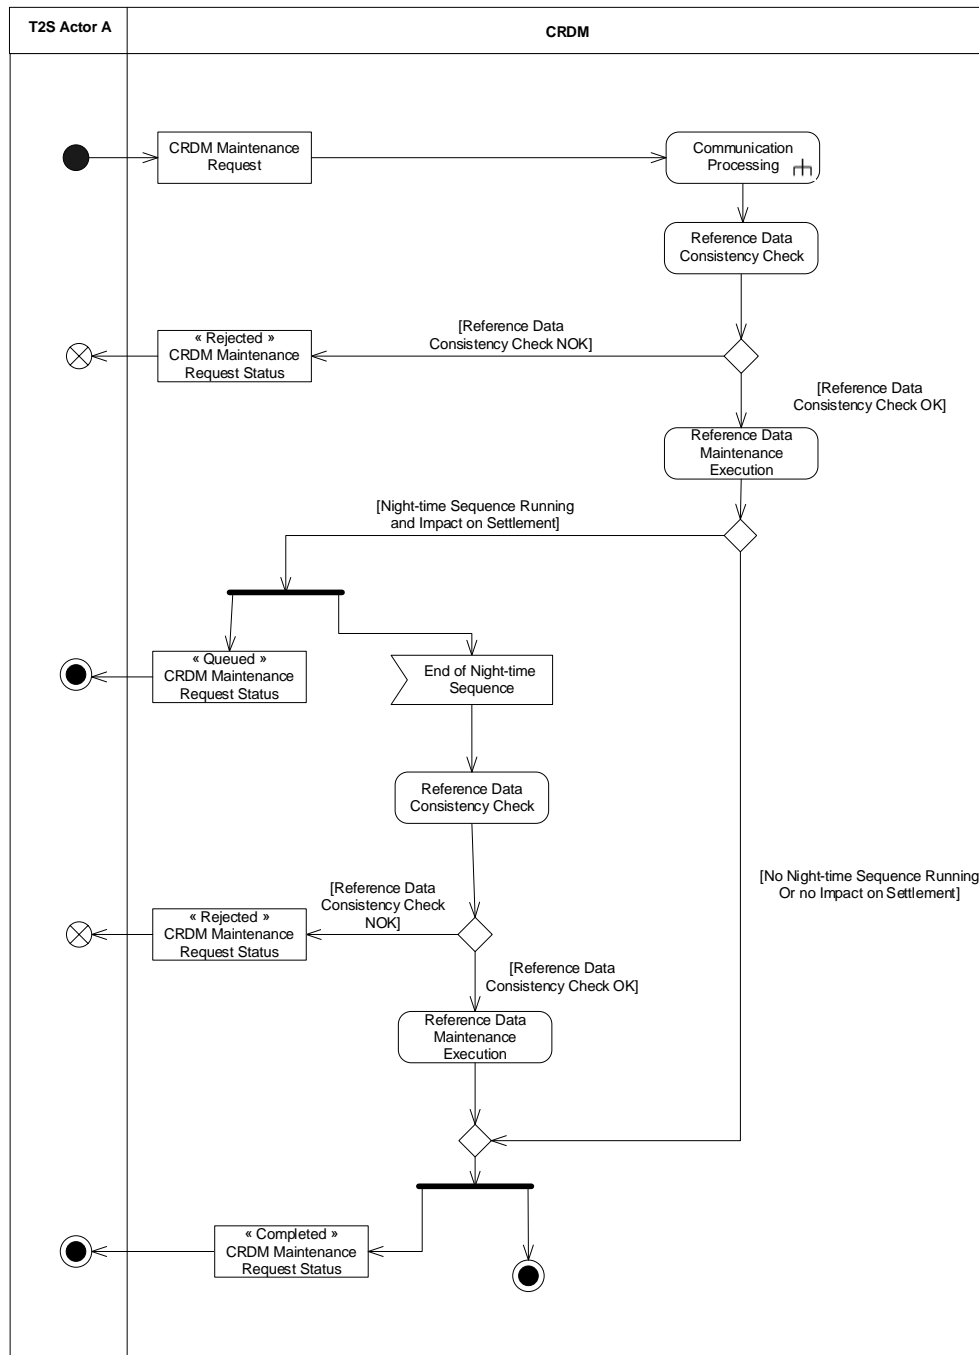 T2S Actor A
CRDM
CRDM Maintenance
Request
Communication
Processing
Reference Data
Consistency Check
[Reference Data
Consistency Check NOK]
« Rejected »
CRDM Maintenance
Request Status
[Reference Data
Consistency Check OK]
Reference Data
Maintenance
Execution
[Night-time Sequence Running
and Impact on Settlement]
« Queued »
CRDM Maintenance
Request Status
End of Night-time
Sequence
Reference Data
Consistency Check
[No Night-time Sequence Running
Or no Impact on Settlement]
[Reference Data
Consistency Check
NOK]
« Rejected »
CRDM Maintenance
Request Status
[Reference Data
Consistency Check OK]
Reference Data
Maintenance
Execution
« Completed »
CRDM Maintenance
Request Status